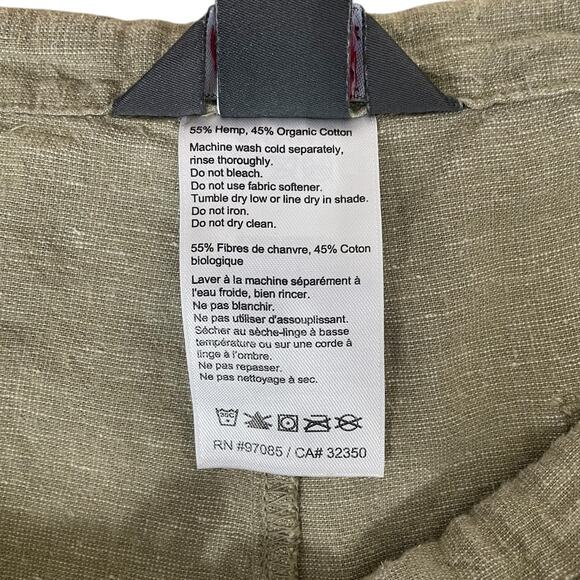 55% Hemp, 45% Organic Cotton
Machine wash cold separately,
rinse thoroughly.
Do not bleach.
Do not use fabric softener.
Tumble dry low or line dry in shade.
Do not iron.
Do not dry clean.
55% Fibres de chanvre, 45% Coton
biologique
Laver à la machine séparément à
l'eau froide, bien rincer.
Ne pas blanchir.
Ne pas utiliser d'assouplissant.
Sécher au sèche-linge à basse
température ou sur une corde à
linge à l'ombre.
Ne pas repasser.
Ne pas nettoyage à sec.
RN #97085 / CA# 32350